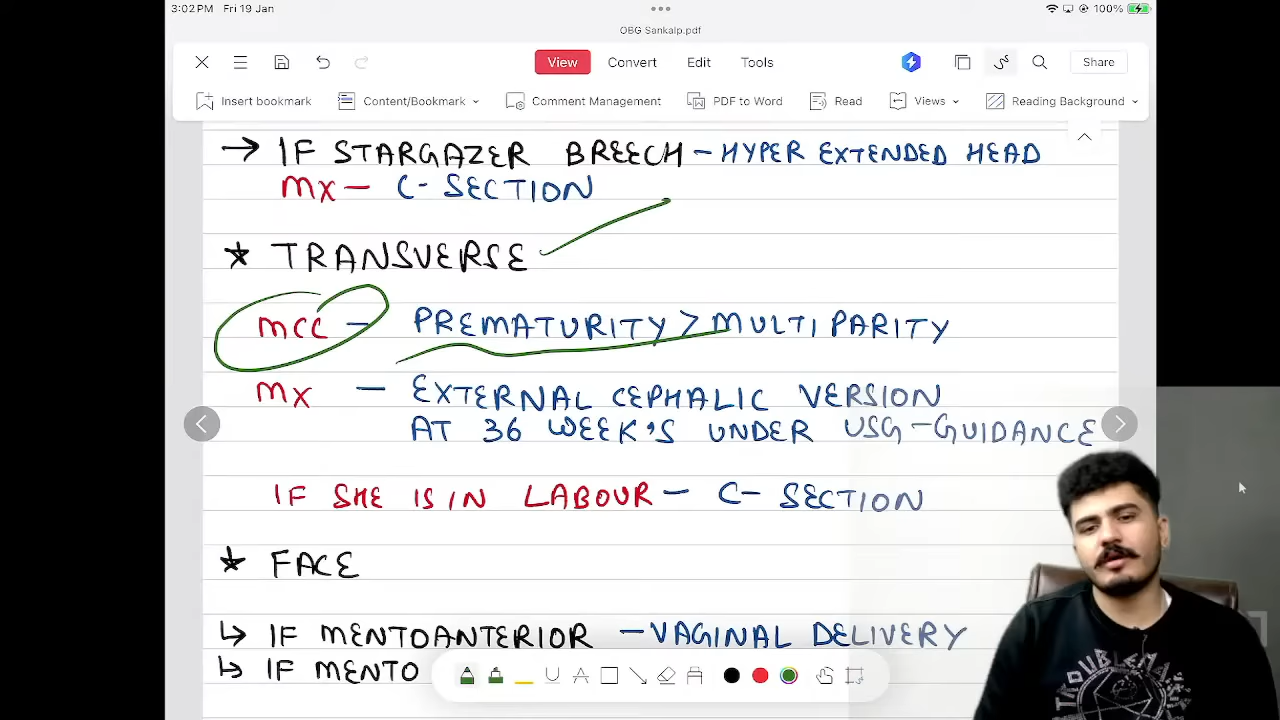 3:02PM Fri 19 Jan
100%
OBG Sankalp.pdf
View Convert Edit Tools
Share
Insert bookmark Content/Bookmark Comment Management PDF to Word Read Views Reading Background
→ IF STARGAZER BREECH - HYPER EXTENDED HEAD
MX - C- SECTION
* TRANSVERSE
MCC - PREMATURITY > MULTIPARITY
MX - EXTERNAL CEPHALIC VERSION
AT 36 WEEK'S UNDER USG-GUIDANCE
IF SHE IS IN LABOUR - C- SECTION
* FACE
↳ IF MENTOANTERIOR - VAGINAL DELIVERY
↳ IF MENTO